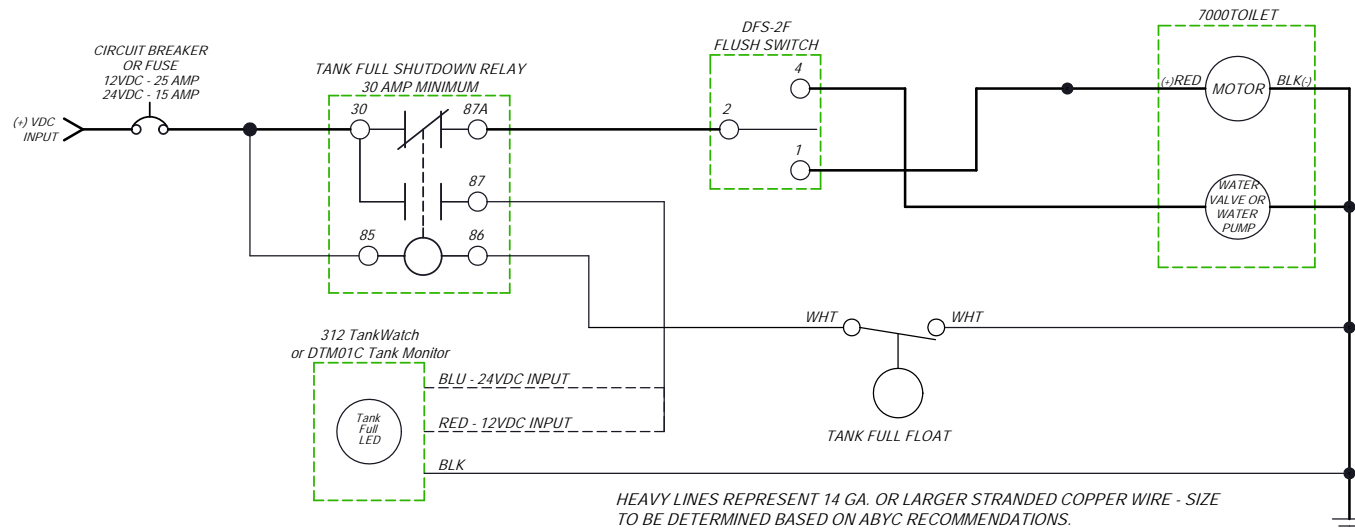 CIRCUIT BREAKER
OR FUSE
12VDC - 25 AMP
24VDC - 15 AMP
(+) VDC
INPUT
TANK FULL SHUTDOWN RELAY
30 AMP MINIMUM
30
87A
87
85
86
DFS-2F
FLUSH SWITCH
4
2
1
7000TOILET
(+)RED
MOTOR
BLK(-)
WATER
VALVE OR
WATER
PUMP
WHT
WHT
TANK FULL FLOAT
312 TankWatch
or DTM01C Tank Monitor
Tank
Full
LED
BLU - 24VDC INPUT
RED - 12VDC INPUT
BLK
HEAVY LINES REPRESENT 14 GA. OR LARGER STRANDED COPPER WIRE - SIZE
TO BE DETERMINED BASED ON ABYC RECOMMENDATIONS.